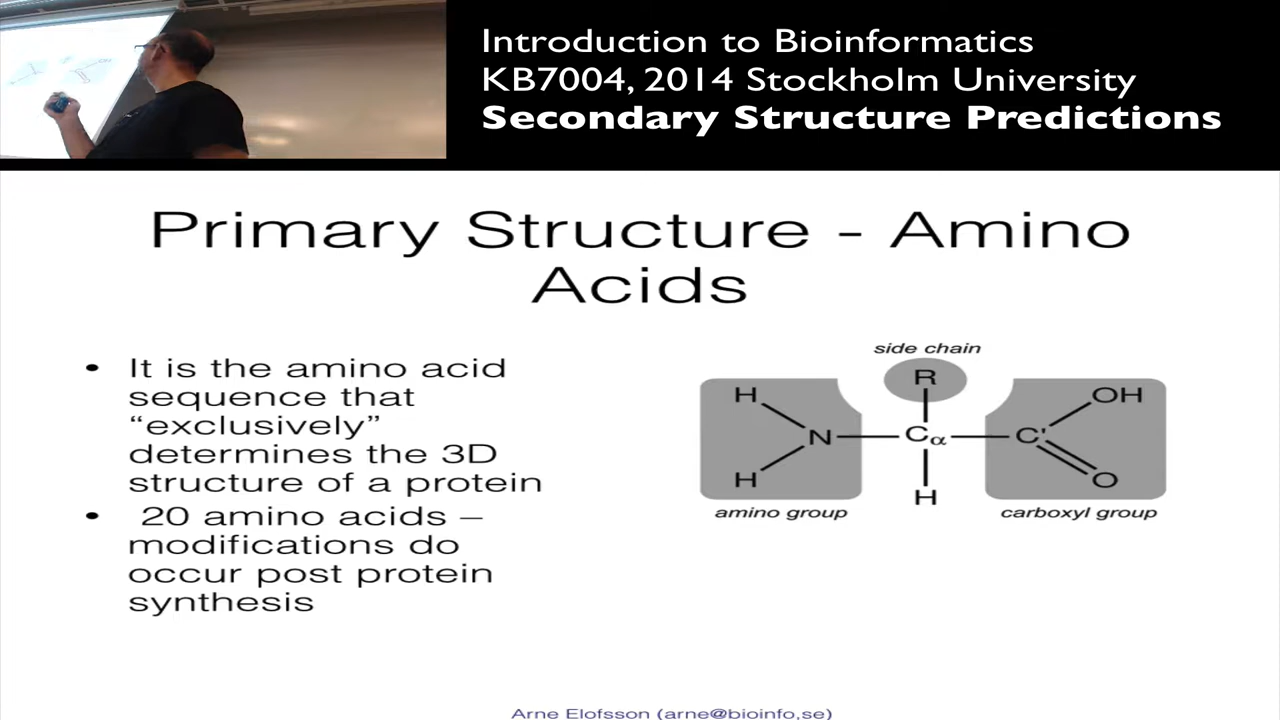 Introduction to Bioinformatics
KB7004, 2014 Stockholm University
Secondary Structure Predictions
Primary Structure - Amino
Acids
• It is the amino acid
sequence that
“exclusively”
determines the 3D
structure of a protein
• 20 amino acids –
modifications do
occur post protein
synthesis
side chain
R
H
OH
N
Cα
C'
H
O
H
amino group
carboxyl group
Arne Elofsson (arne@bioinfo,se)